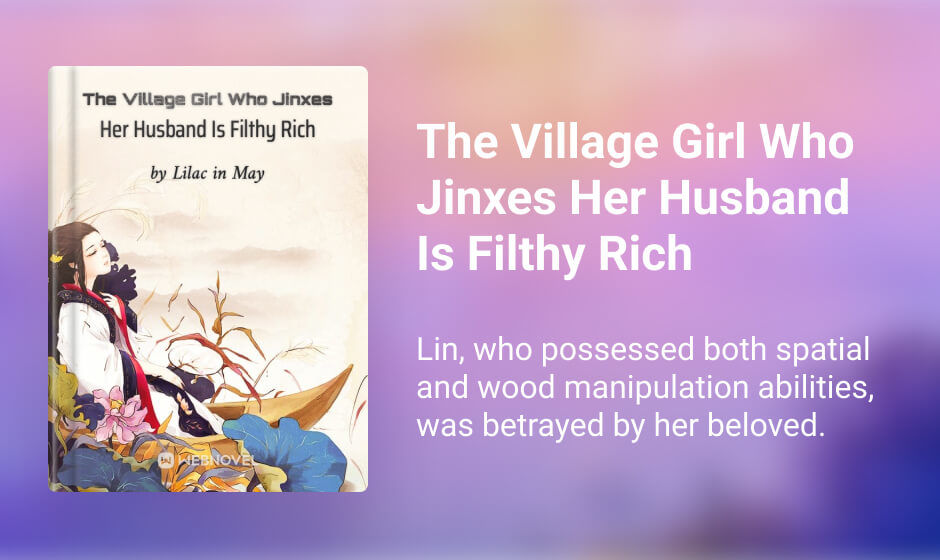 The Village Girl Who Jinxes
Her Husband Is Filthy Rich
by Lilac in May
WEBNOVEL
The Village Girl Who
Jinxes Her Husband
Is Filthy Rich
Lin, who possessed both spatial
and wood manipulation abilities,
was betrayed by her beloved.